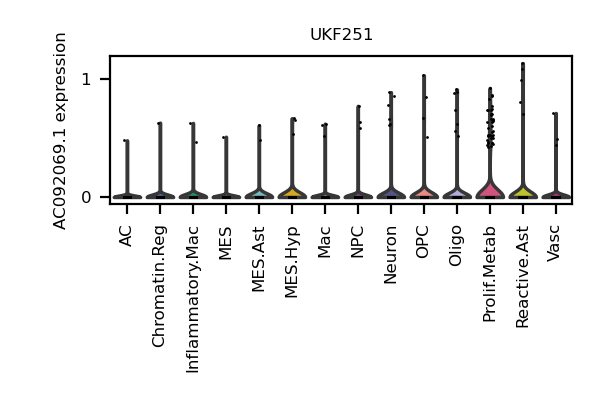 UKF251
AC092069.1 expression
1
0
AC
Chromatin.Reg
Inflammatory.Mac
MES
MES.Ast
MES.Hyp
Mac
NPC
Neuron
OPC
Oligo
Prolif.Metab
Reactive.Ast
Vasc